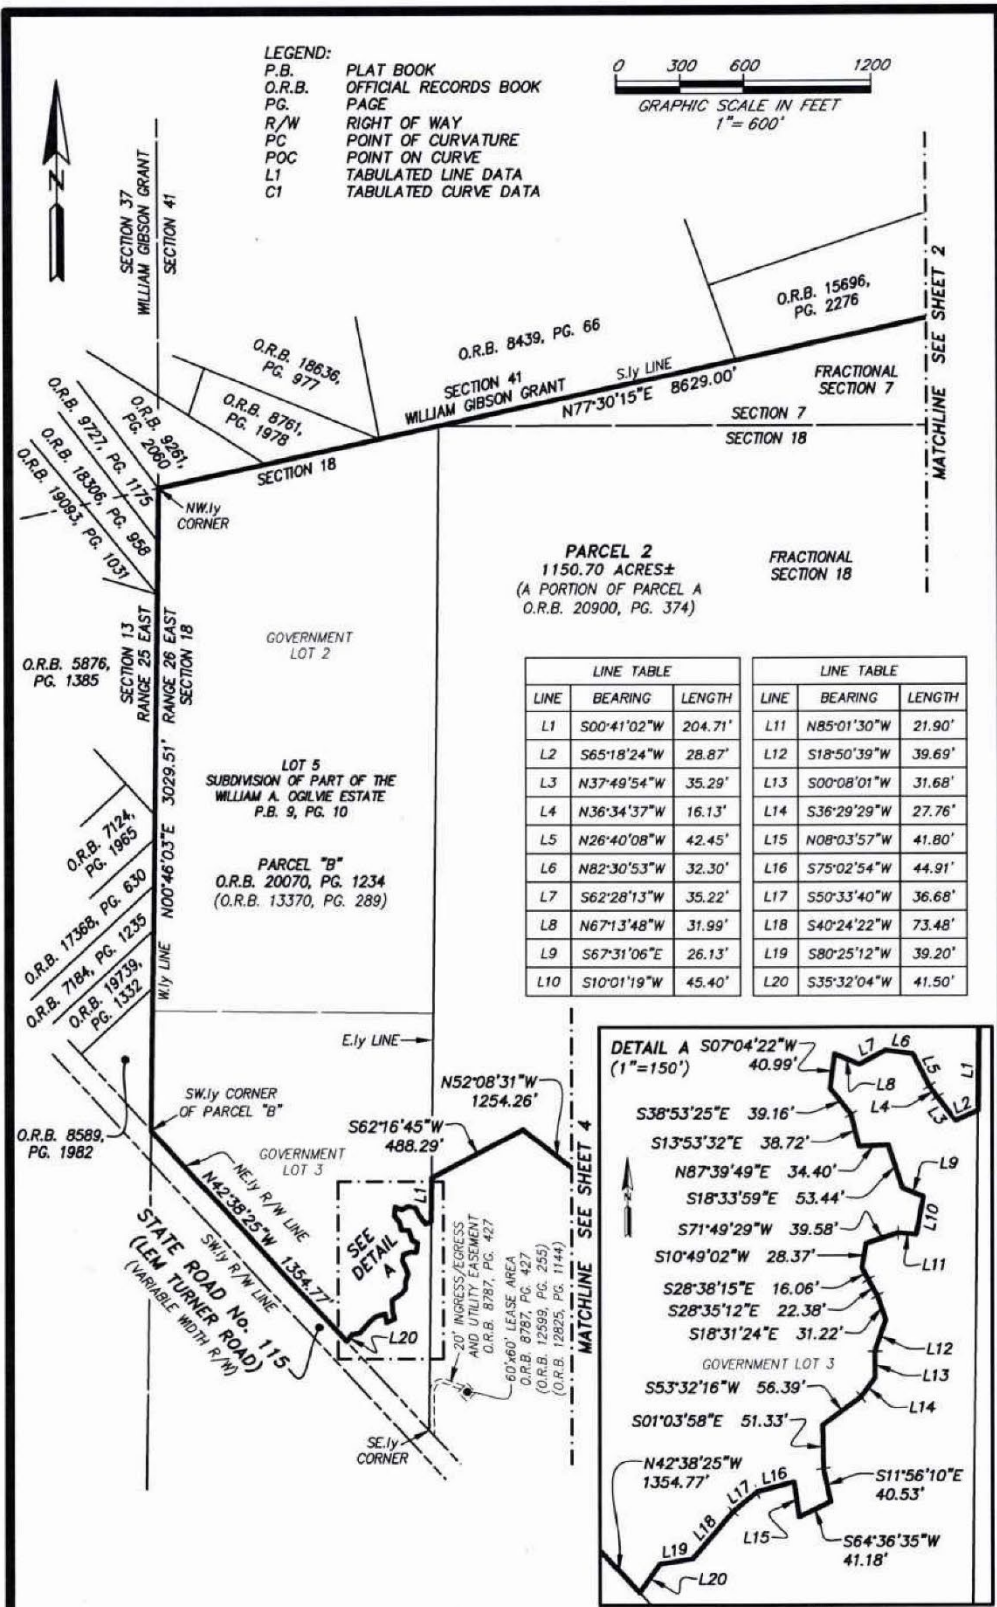 LEGEND:
P.B. PLAT BOOK
O.R.B. OFFICIAL RECORDS BOOK
PG. PAGE
R/W RIGHT OF WAY
PC POINT OF CURVATURE
POC POINT ON CURVE
L1 TABULATED LINE DATA
C1 TABULATED CURVE DATA
0 300 600 1200
GRAPHIC SCALE IN FEET
1"= 600'
N
SECTION 37
WILLIAM GIBSON GRANT
SECTION 41
MATCHLINE SEE SHEET 2
O.R.B. 15696,
PG. 2276
O.R.B. 8439, PG. 66
O.R.B. 18636,
PG. 977
O.R.B. 8761,
PG. 1978
SECTION 41
WILLIAM GIBSON GRANT
S.ly LINE
N77°30'15"E 8629.00'
FRACTIONAL
SECTION 7
SECTION 7
SECTION 18
O.R.B. 9261,
PG. 2060
O.R.B. 9727, PG. 1175
O.R.B. 18306, PG. 958
O.R.B. 19093, PG. 1031
SECTION 18
NW.ly
CORNER
PARCEL 2
1150.70 ACRES±
(A PORTION OF PARCEL A
O.R.B. 20900, PG. 374)
FRACTIONAL
SECTION 18
GOVERNMENT
LOT 2
SECTION 13
RANGE 25 EAST
RANGE 26 EAST
SECTION 18
O.R.B. 5876,
PG. 1385
LINE TABLE
LINE BEARING LENGTH
L1 S00°41'02"W 204.71'
L2 S65°18'24"W 28.87'
L3 N37°49'54"W 35.29'
L4 N36°34'37"W 16.13'
L5 N26°40'08"W 42.45'
L6 N82°30'53"W 32.30'
L7 S62°28'13"W 35.22'
L8 N67°13'48"W 31.99'
L9 S67°31'06"E 26.13'
L10 S10°01'19"W 45.40'
LINE TABLE
LINE BEARING LENGTH
L11 N85°01'30"W 21.90'
L12 S18°50'39"W 39.69'
L13 S00°08'01"W 31.68'
L14 S36°29'29"W 27.76'
L15 N08°03'57"W 41.80'
L16 S75°02'54"W 44.91'
L17 S50°33'40"W 36.68'
L18 S40°24'22"W 73.48'
L19 S80°25'12"W 39.20'
L20 S35°32'04"W 41.50'
LOT 5
SUBDIVISION OF PART OF THE
WILLIAM A. OGILVIE ESTATE
P.B. 9, PG. 10
PARCEL "B"
O.R.B. 20070, PG. 1234
(O.R.B. 13370, PG. 289)
W.ly LINE N00°46'03"E 3029.51'
O.R.B. 7124,
PG. 1965
O.R.B. 17368, PG. 630
O.R.B. 7184, PG. 1235
O.R.B. 19739,
PG. 1332
E.ly LINE
SW.ly CORNER
OF PARCEL "B"
O.R.B. 8589,
PG. 1982
N52°08'31"W
1254.26'
S62°16'45"W
488.29'
GOVERNMENT
LOT 3
NE.ly R/W LINE
N42°38'25"W 1354.77'
SW.ly R/W LINE
STATE ROAD No. 115
(LEM TURNER ROAD)
(VARIABLE WIDTH R/W)
L1
SEE
DETAIL
A
L20
20' INGRESS/EGRESS
AND UTILITY EASEMENT
O.R.B. 8787, PG. 427
60'x60' LEASE AREA
O.R.B. 8787, PG. 427
(O.R.B. 12599, PG. 255)
(O.R.B. 12825, PG. 1144)
SE.ly
CORNER
MATCHLINE SEE SHEET 4
DETAIL A
(1"=150')
S07°04'22"W
40.99'
L7
L6
L8
L5
L4
L3
L2
L1
S38°53'25"E 39.16'
S13°53'32"E 38.72'
N87°39'49"E 34.40'
S18°33'59"E 53.44'
L9
L10
S71°49'29"W 39.58'
L11
S10°49'02"W 28.37'
S28°38'15"E 16.06'
S28°35'12"E 22.38'
S18°31'24"E 31.22'
L12
GOVERNMENT LOT 3
L13
S53°32'16"W 56.39'
L14
S01°03'58"E 51.33'
N42°38'25"W
1354.77'
S11°56'10"E
40.53'
L16
L17
L15
S64°36'35"W
41.18'
L18
L19
L20